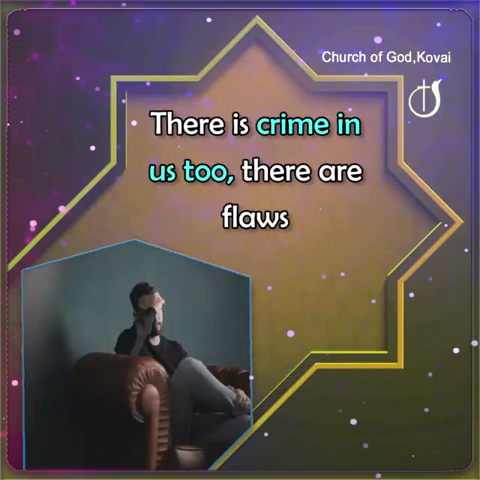 Church of God,Kovai
There is crime in
us too, there are
flaws